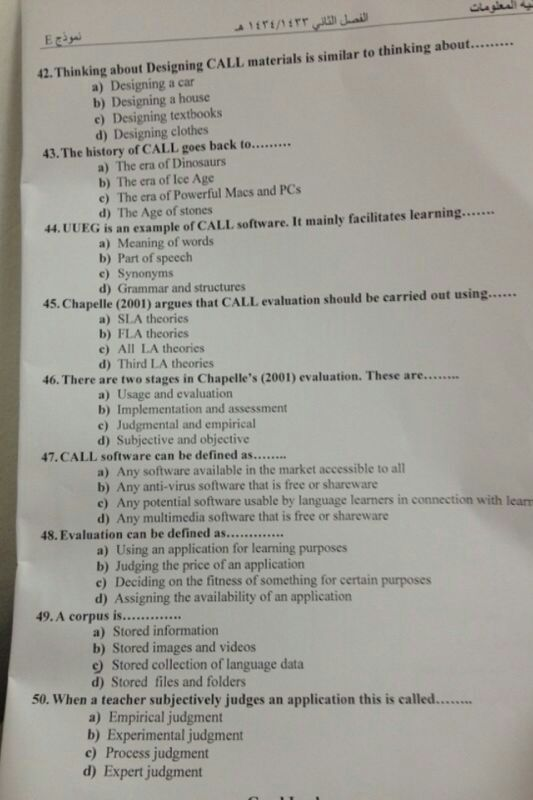 ية المعلومات
الفصل الثاني ١٤٣٤/١٤٣٣ هـ
نموذج E
42. Thinking about Designing CALL materials is similar to thinking about.........
a) Designing a car
b) Designing a house
c) Designing textbooks
d) Designing clothes
43. The history of CALL goes back to.........
a) The era of Dinosaurs
b) The era of Ice Age
c) The era of Powerful Macs and PCs
d) The Age of stones
44. UUEG is an example of CALL software. It mainly facilitates learning.......
a) Meaning of words
b) Part of speech
c) Synonyms
d) Grammar and structures
45. Chapelle (2001) argues that CALL evaluation should be carried out using......
a) SLA theories
b) FLA theories
c) All LA theories
d) Third LA theories
46. There are two stages in Chapelle's (2001) evaluation. These are........
a) Usage and evaluation
b) Implementation and assessment
c) Judgmental and empirical
d) Subjective and objective
47. CALL software can be defined as........
a) Any software available in the market accessible to all
b) Any anti-virus software that is free or shareware
c) Any potential software usable by language learners in connection with learn
d) Any multimedia software that is free or shareware
48. Evaluation can be defined as.............
a) Using an application for learning purposes
b) Judging the price of an application
c) Deciding on the fitness of something for certain purposes
d) Assigning the availability of an application
49. A corpus is.............
a) Stored information
b) Stored images and videos
c) Stored collection of language data
d) Stored files and folders
50. When a teacher subjectively judges an application this is called........
a) Empirical judgment
b) Experimental judgment
c) Process judgment
d) Expert judgment